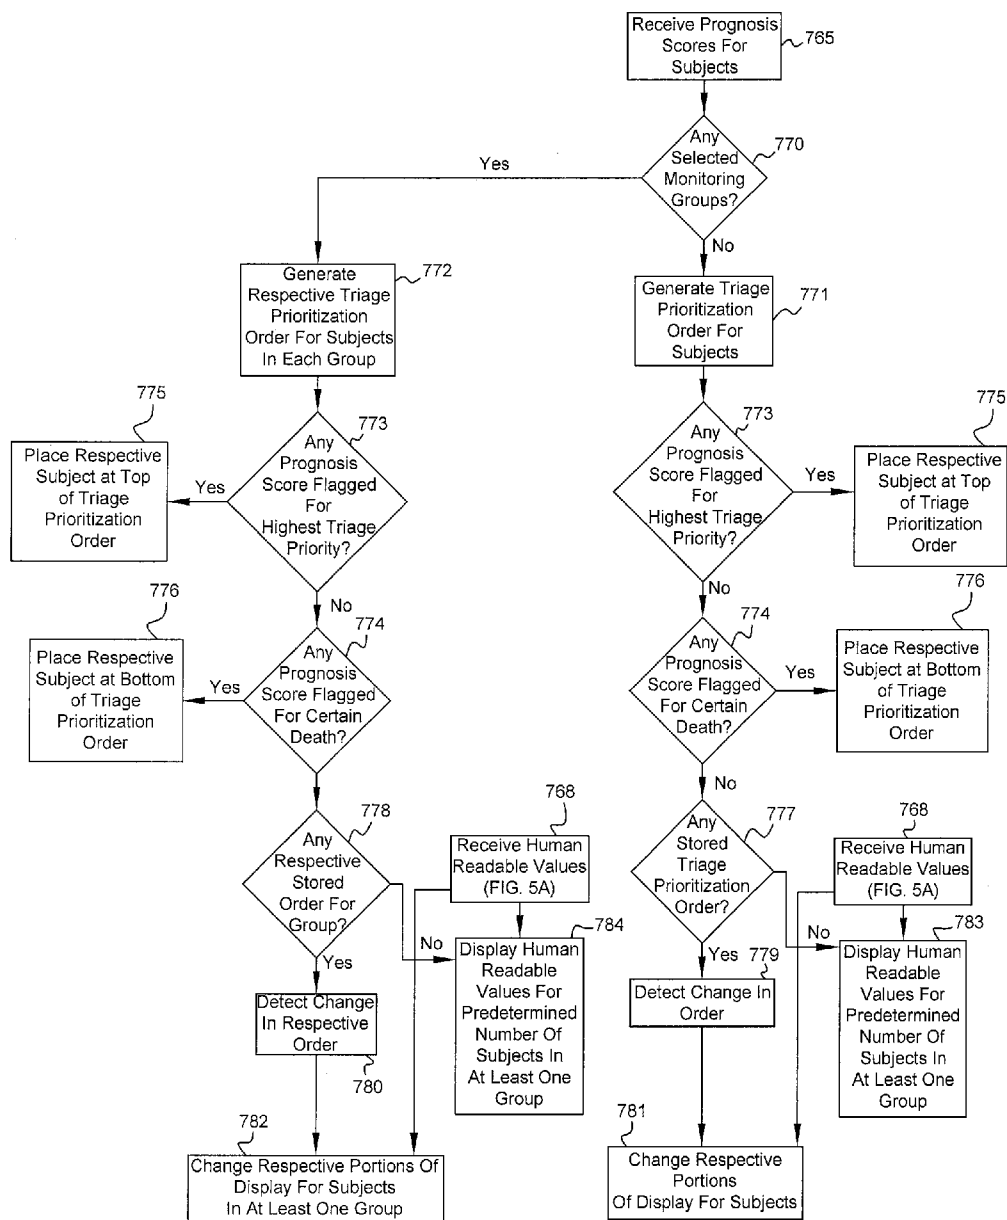 Receive Prognosis
Scores For
Subjects
765
Any
Selected
Monitoring
Groups?
770
Yes
No
Generate
Respective Triage
Prioritization
Order For Subjects
In Each Group
772
Generate Triage
Prioritization
Order For
Subjects
771
775
Place Respective
Subject at Top
of Triage
Prioritization
Order
Yes
Any
Prognosis
Score Flagged
For
Highest Triage
Priority?
773
No
Any
Prognosis
Score Flagged
For
Highest Triage
Priority?
773
Yes
No
775
Place Respective
Subject at Top
of Triage
Prioritization
Order
776
Place Respective
Subject at Bottom
of Triage
Prioritization
Order
Yes
Any
Prognosis
Score Flagged
For Certain
Death?
774
Any
Prognosis
Score Flagged
For Certain
Death?
774
Yes
No
776
Place Respective
Subject at Bottom
of Triage
Prioritization
Order
Any
Respective
Stored
Order For
Group?
778
No
Yes
768
Receive Human
Readable Values
(FIG. 5A)
784
Display Human
Readable
Values For
Predetermined
Number Of
Subjects In
At Least One
Group
Any
Stored
Triage
Prioritization
Order?
777
No
Yes
768
Receive Human
Readable Values
(FIG. 5A)
783
Display Human
Readable
Values For
Predetermined
Number Of
Subjects In
At Least One
Group
Detect Change
In Respective
Order
780
779
Detect Change In
Order
782
Change Respective Portions Of
Display For Subjects
In At Least One Group
781
Change Respective
Portions
Of Display For Subjects